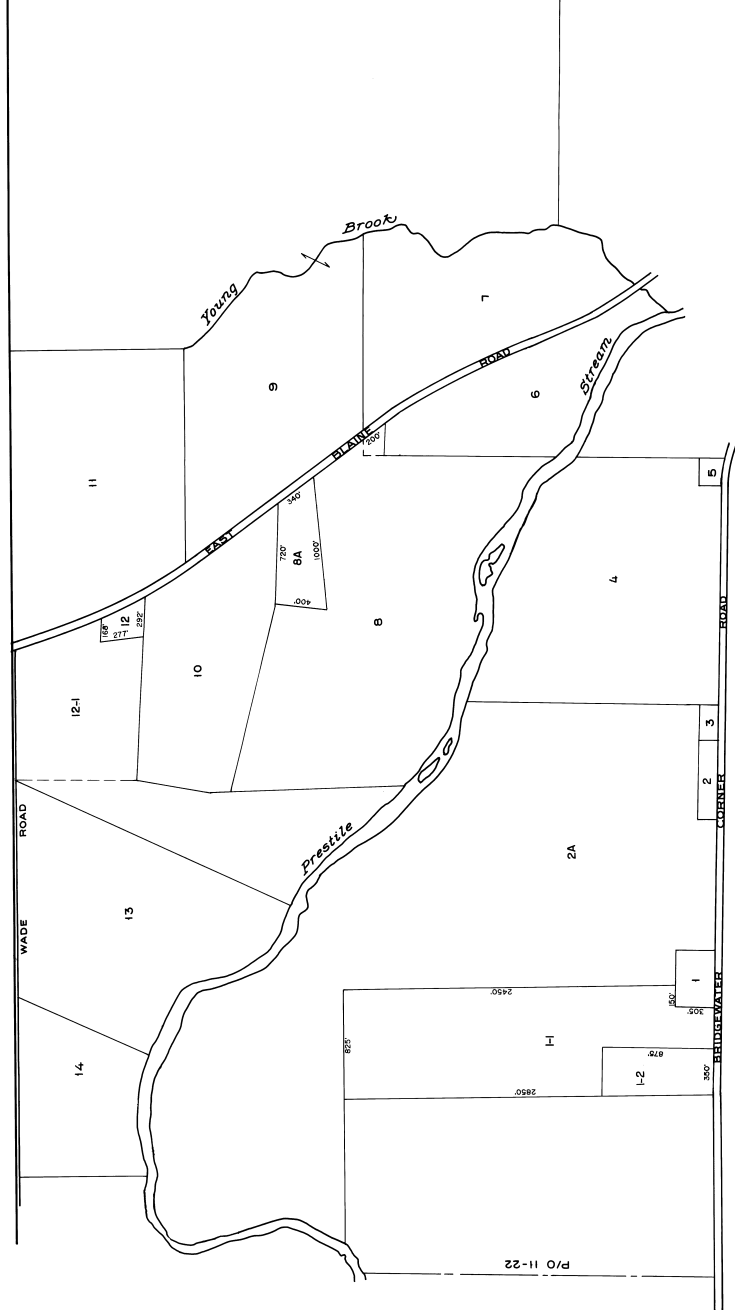 Young
Brook
7
9
ROAD
Stream
6
BLAINE
200'
11
340'
5
EAST
720'
8A
1000'
4
400'
168'
12
292'
277'
8
ROAD
10
12-1
3
2
CORNER
ROAD
Prestile
2A
13
WADE
1
2450'
150'
305'
BRIDGEWATER
825'
1-1
875'
14
1-2
350'
2850'
P/O 11-22